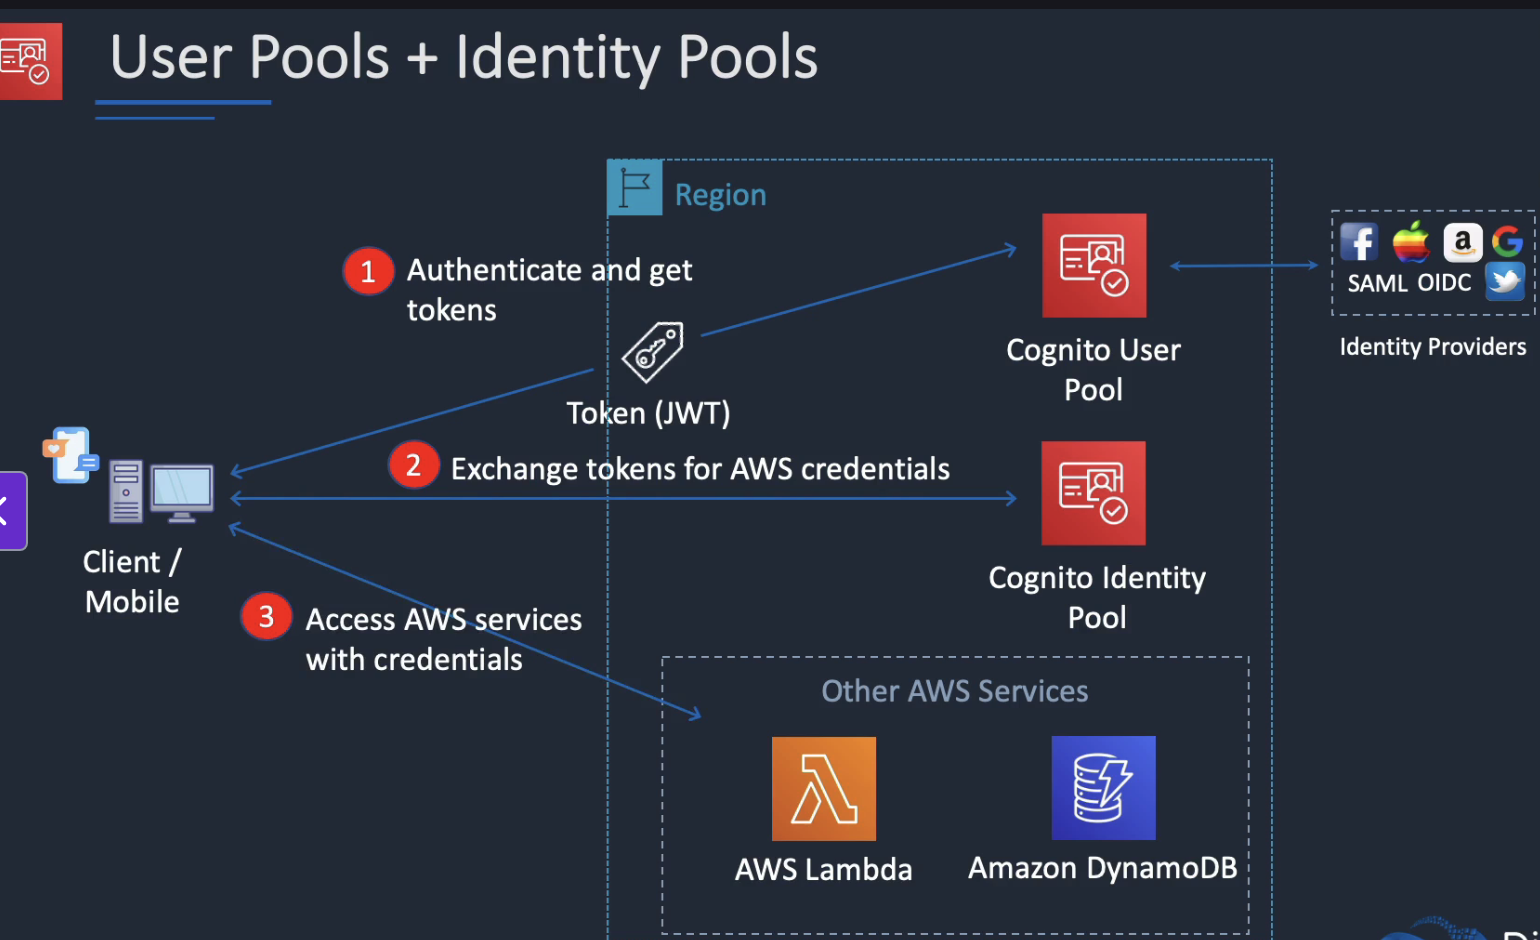 User Pools + Identity Pools
Region
1
Authenticate and get
tokens
Token (JWT)
Cognito User
Pool
a
SAML OIDC
Identity Providers
2
Exchange tokens for AWS credentials
Client /
Mobile
Cognito Identity
Pool
3
Access AWS services
with credentials
Other AWS Services
AWS Lambda
Amazon DynamoDB